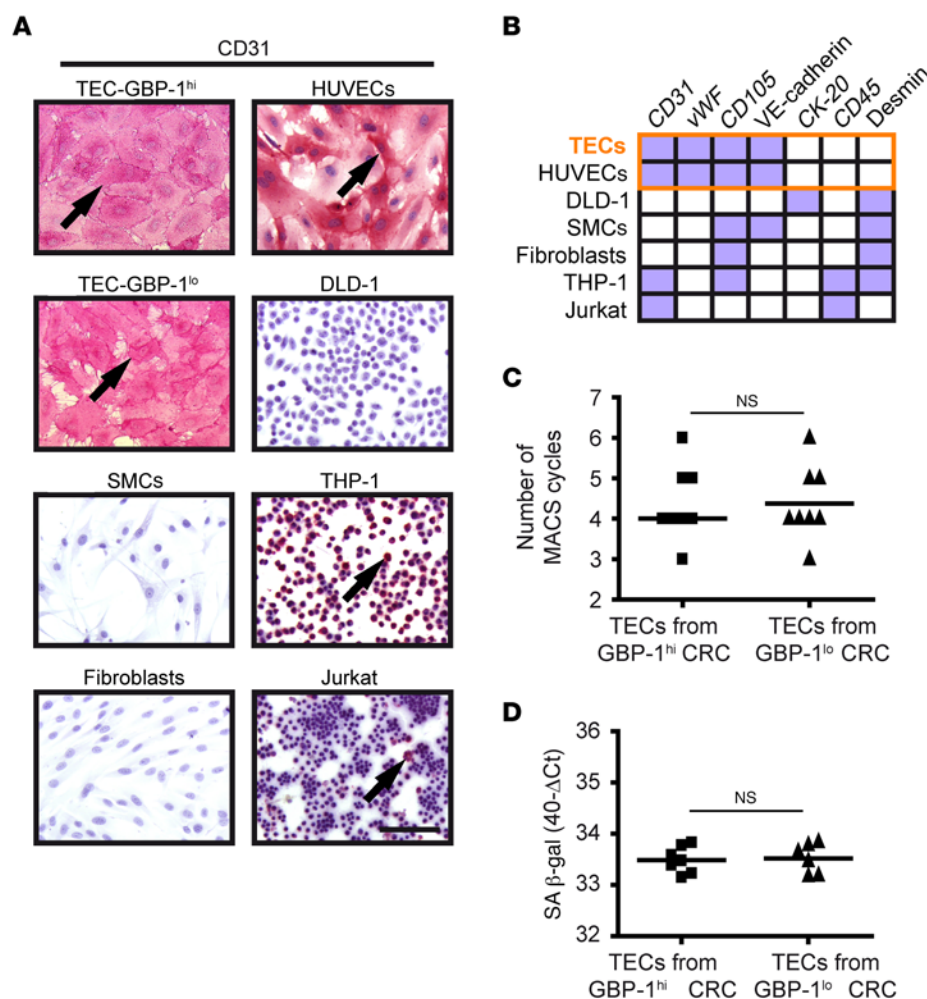 A
CD31
TEC-GBP-1hi
HUVECs
TEC-GBP-1lo
DLD-1
SMCs
THP-1
Fibroblasts
Jurkat
B
CD31
vWF
CD105
VE-cadherin
CK-20
CD45
Desmin
TECs
HUVECs
DLD-1
SMCs
Fibroblasts
THP-1
Jurkat
C
Number of
MACS cycles
7
6
5
4
3
2
NS
TECs from
GBP-1hi CRC
TECs from
GBP-1lo CRC
D
SA β-gal (40-ΔCt)
36
35
34
33
32
NS
TECs from
GBP-1hi CRC
TECs from
GBP-1lo CRC